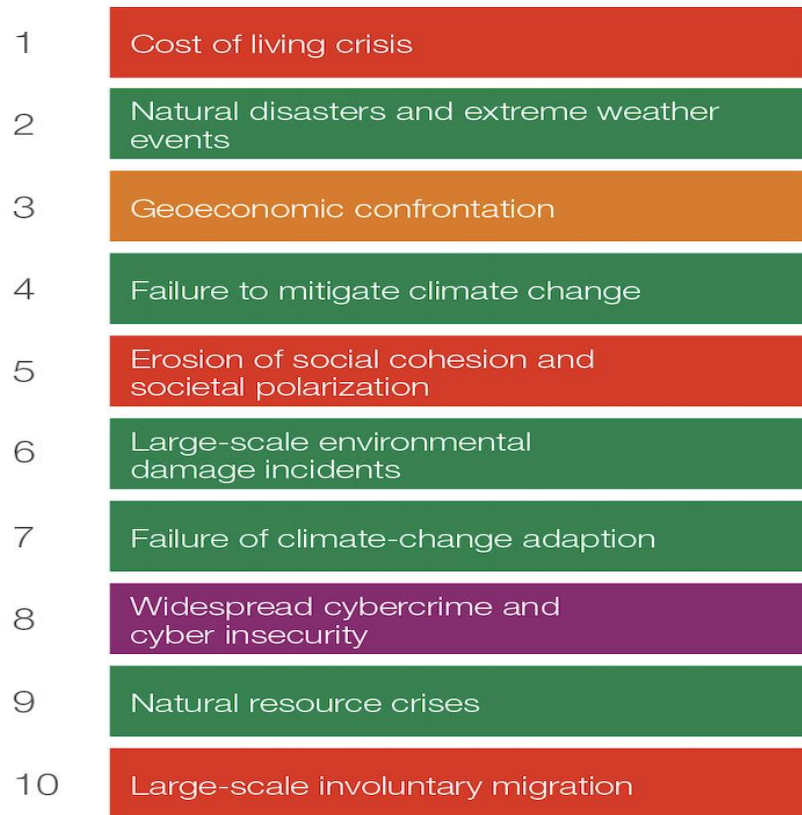 1
Cost of living crisis
2
Natural disasters and extreme weather
events
3
Geoeconomic confrontation
4
Failure to mitigate climate change
5
Erosion of social cohesion and
societal polarization
6
Large-scale environmental
damage incidents
7
Failure of climate-change adaption
8
Widespread cybercrime and
cyber insecurity
9
Natural resource crises
10
Large-scale involuntary migration